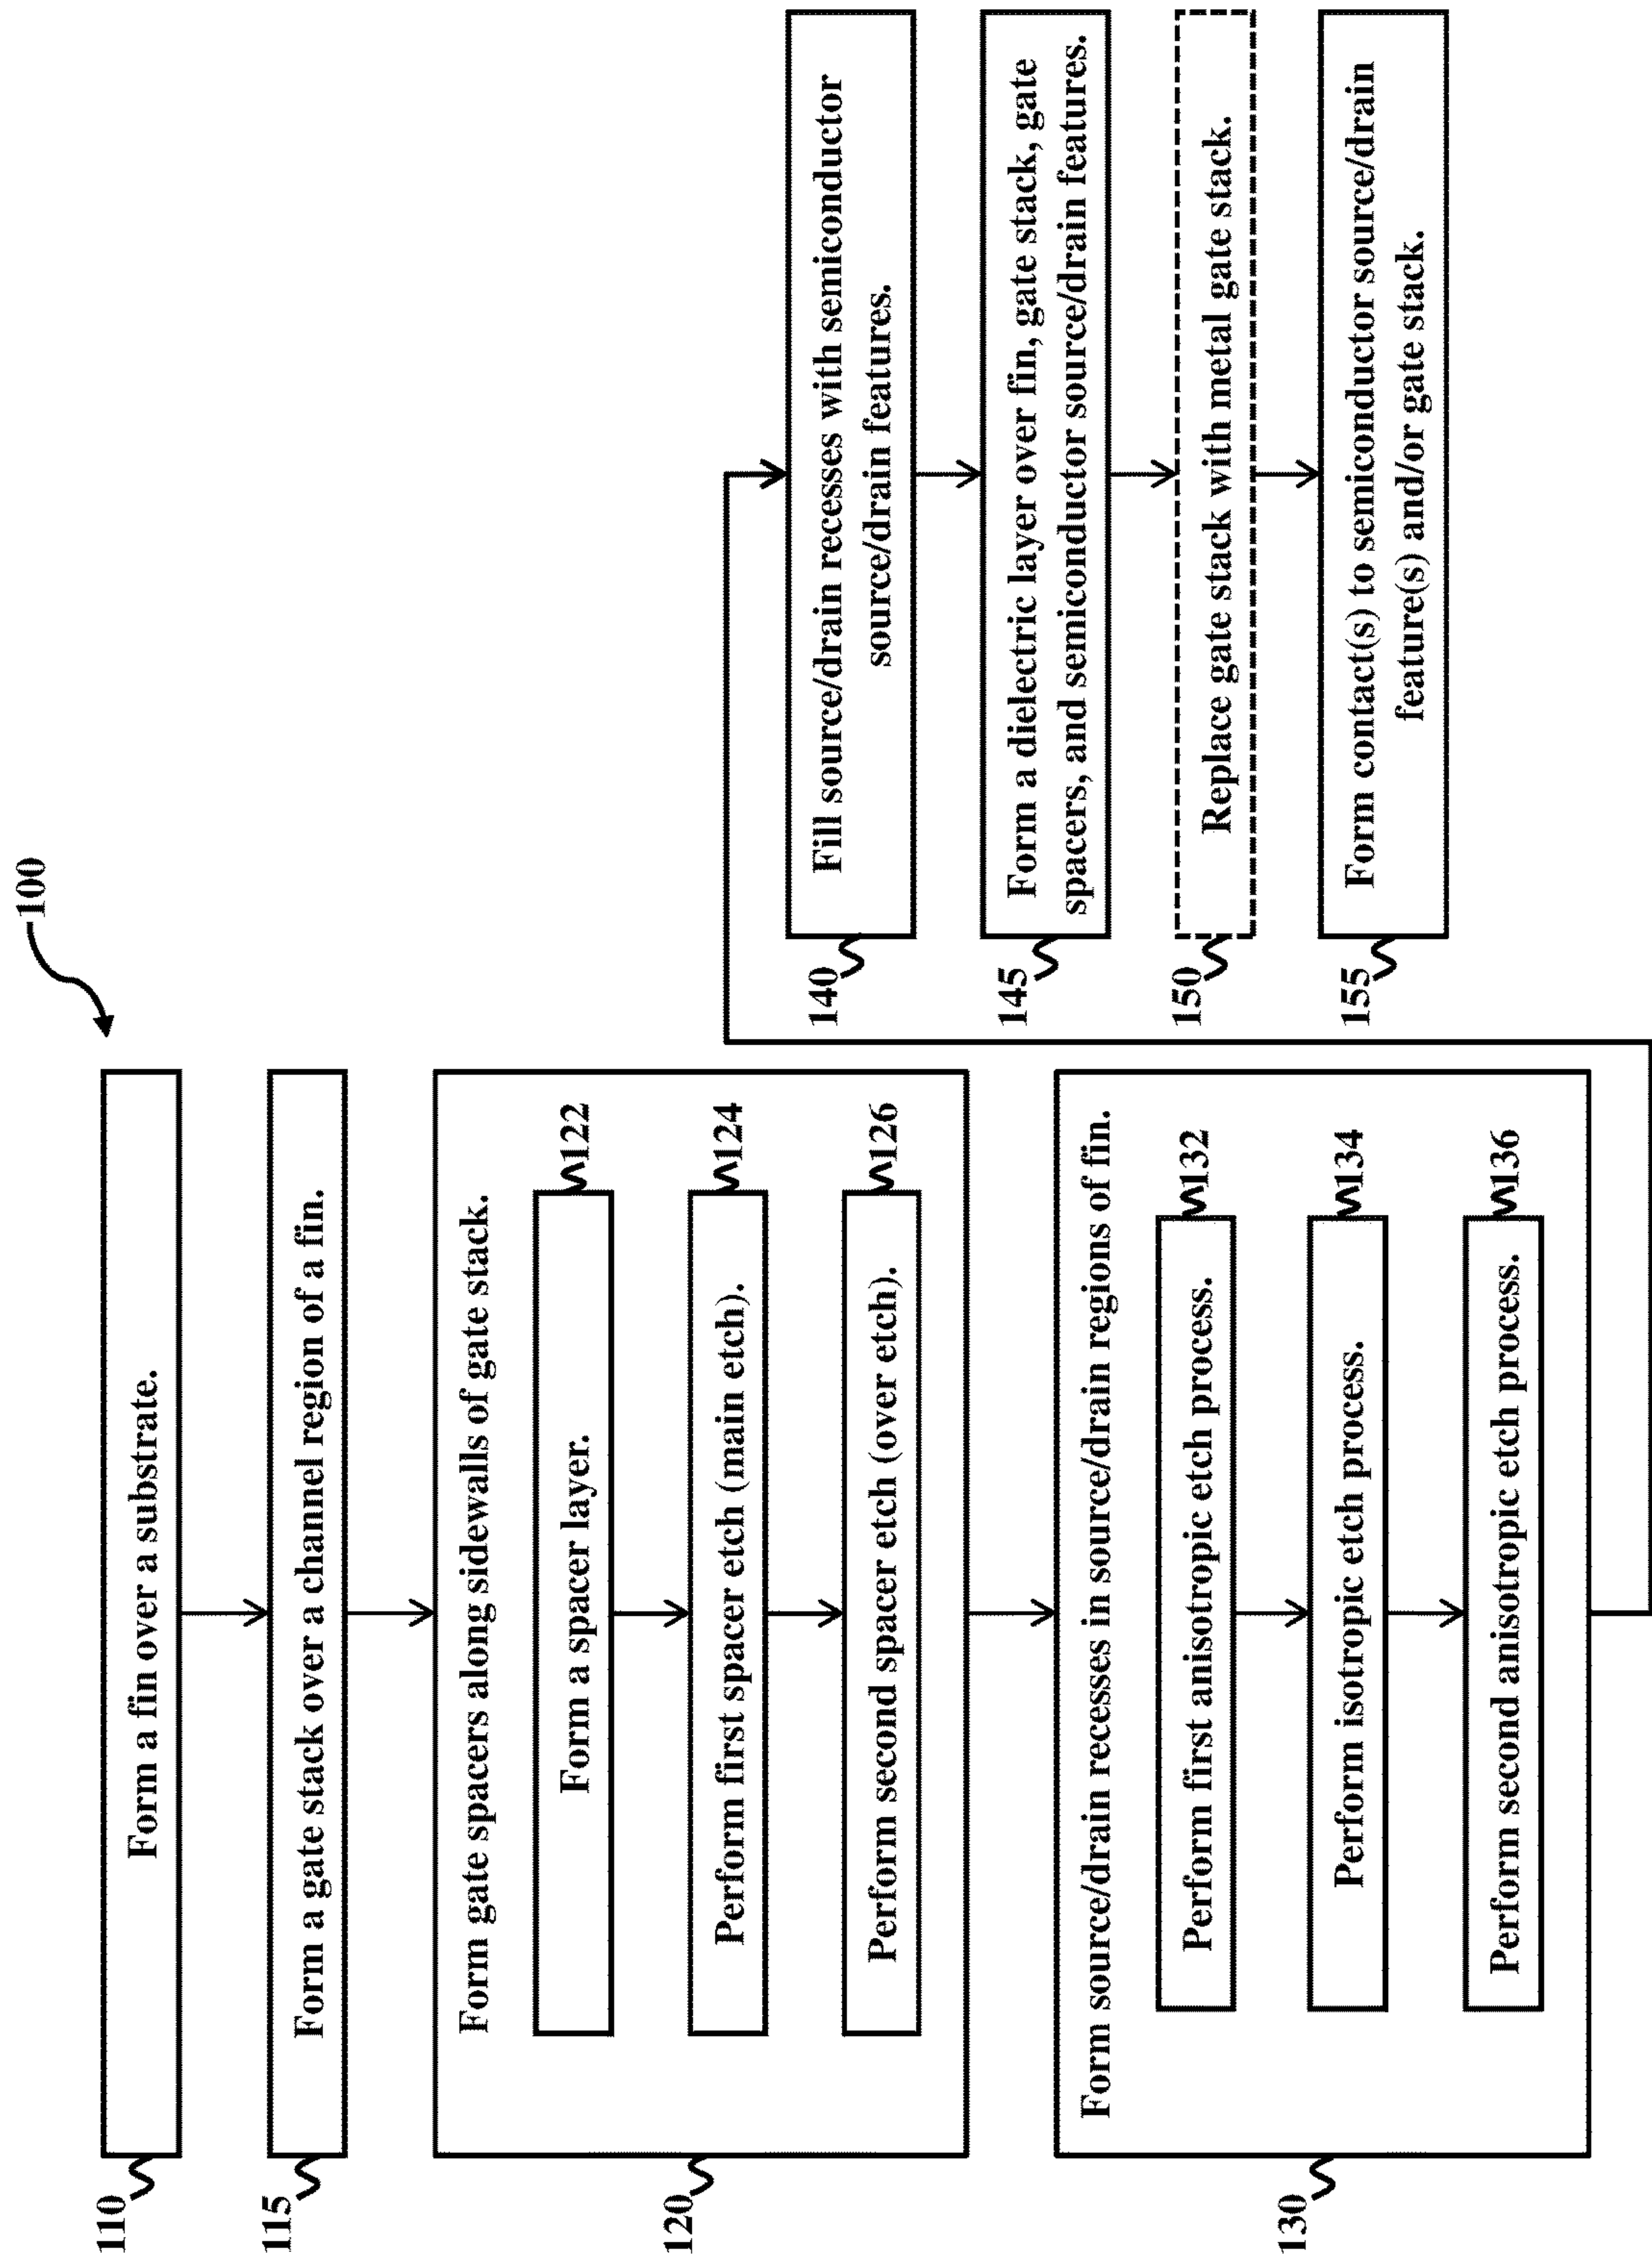 100
110
Form a fin over a substrate.
115
Form a gate stack over a channel region of a fin.
120
Form gate spacers along sidewalls of gate stack.
Form a spacer layer.
122
Perform first spacer etch (main etch).
124
Perform second spacer etch (over etch).
126
130
Form source/drain recesses in source/drain regions of fin.
Perform first anisotropic etch process.
132
Perform isotropic etch process.
134
Perform second anisotropic etch process.
136
140
Fill source/drain recesses with semiconductor
source/drain features.
145
Form a dielectric layer over fin, gate stack, gate
spacers, and semiconductor source/drain features.
150
Replace gate stack with metal gate stack.
155
Form contact(s) to semiconductor source/drain
feature(s) and/or gate stack.